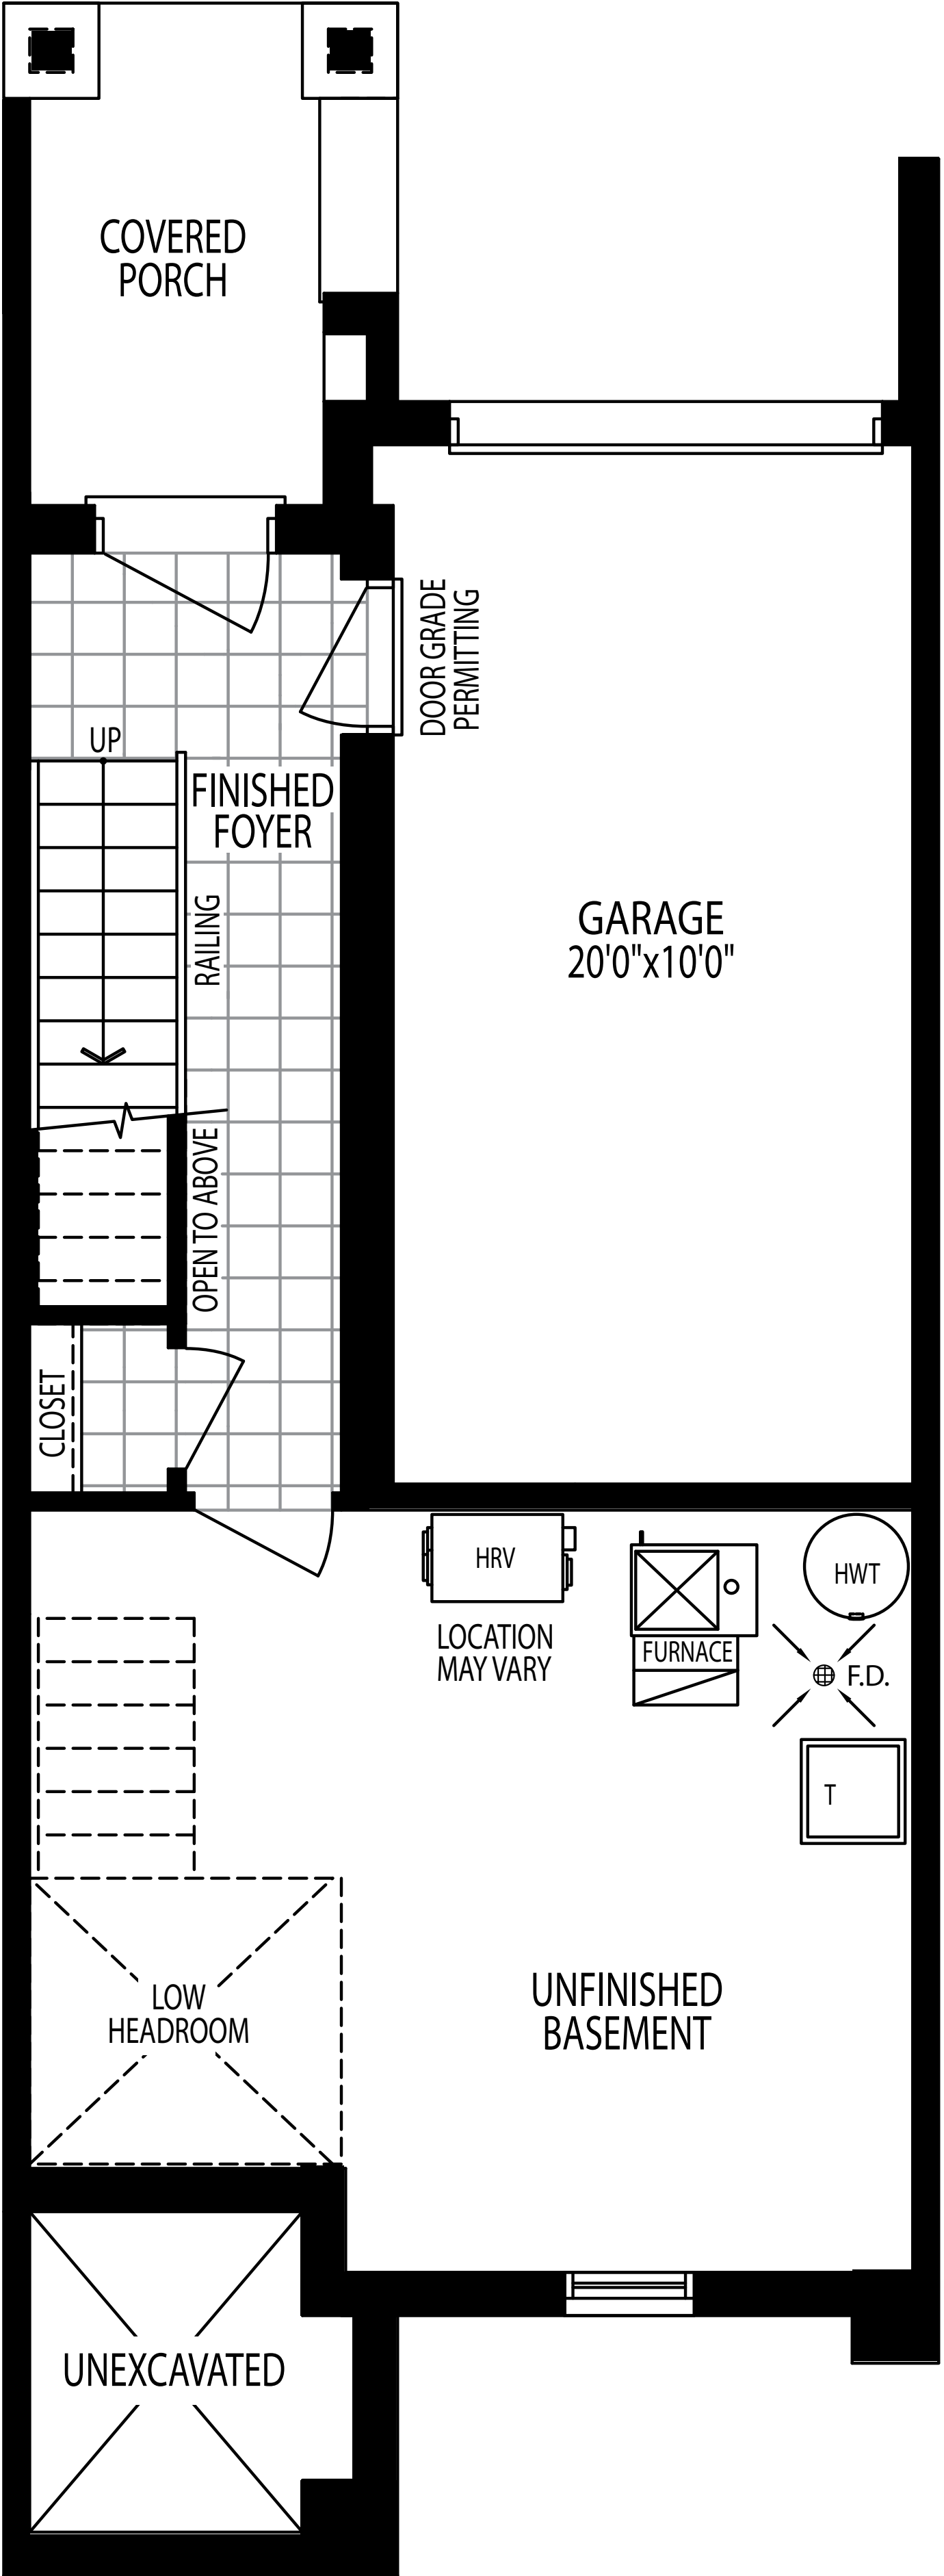 COVERED
PORCH
DOOR GRADE
PERMITTING
UP
FINISHED
FOYER
RAILING
GARAGE
20'0"x10'0"
OPEN TO ABOVE
CLOSET
HRV
LOCATION
MAY VARY
FURNACE
HWT
F.D.
T
LOW
HEADROOM
UNFINISHED
BASEMENT
UNEXCAVATED